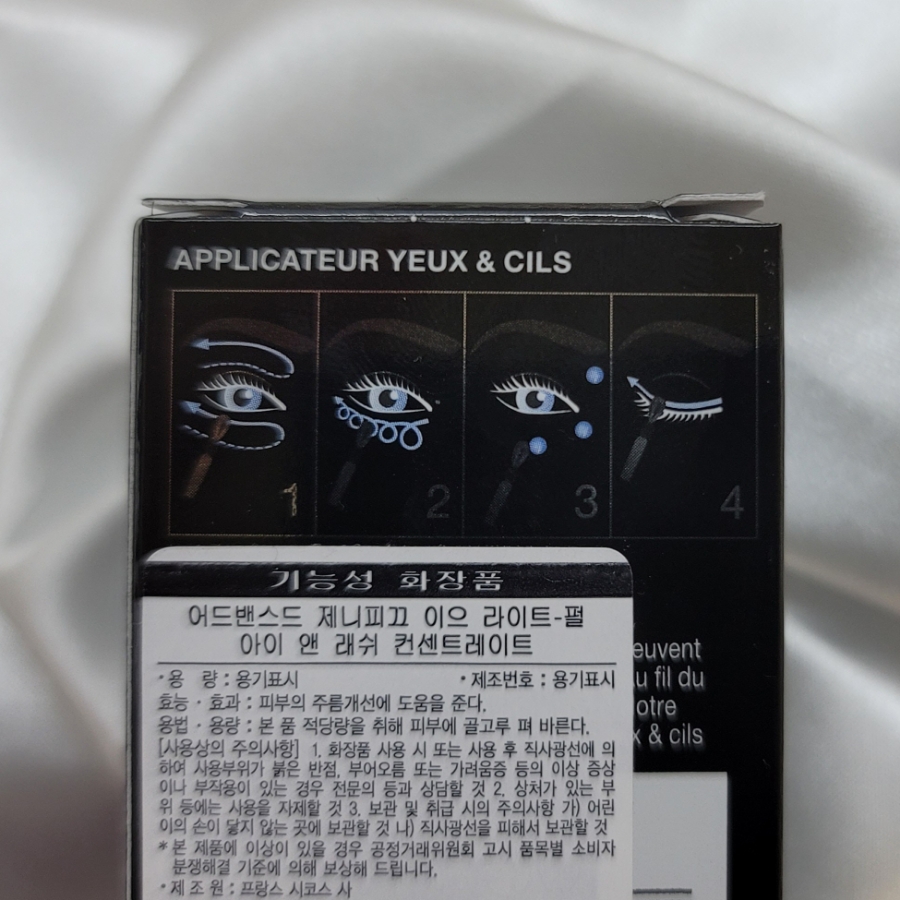 APPLICATEUR YEUX & CILS
1
2
3
4
기능성 화장품
어드밴스드 제니피끄 이으 라이트-펄
아이 앤 래쉬 컨센트레이트
·용 량 : 용기표시 ·제조번호 : 용기표시
효능·효과 : 피부의 주름개선에 도움을 준다.
용법·용량 : 본 품 적당량을 취해 피부에 골고루 펴 바른다.
[사용상의 주의사항] 1. 화장품 사용 시 또는 사용 후 직사광선에 의
하여 사용부위가 붉은 반점, 부어오름 또는 가려움증 등의 이상 증상
이나 부작용이 있는 경우 전문의 등과 상담할 것 2. 상처가 있는 부
위 등에는 사용을 자제할 것 3. 보관 및 취급 시의 주의사항 가) 어린
이의 손이 닿지 않는 곳에 보관할 것 나) 직사광선을 피해서 보관할 것
* 본 제품에 이상이 있을 경우 공정거래위원회 고시 품목별 소비자
분쟁해결 기준에 의해 보상해 드립니다.
·제 조 원 : 프랑스 시코스 사
euvent
u fil du
otre
x & cils